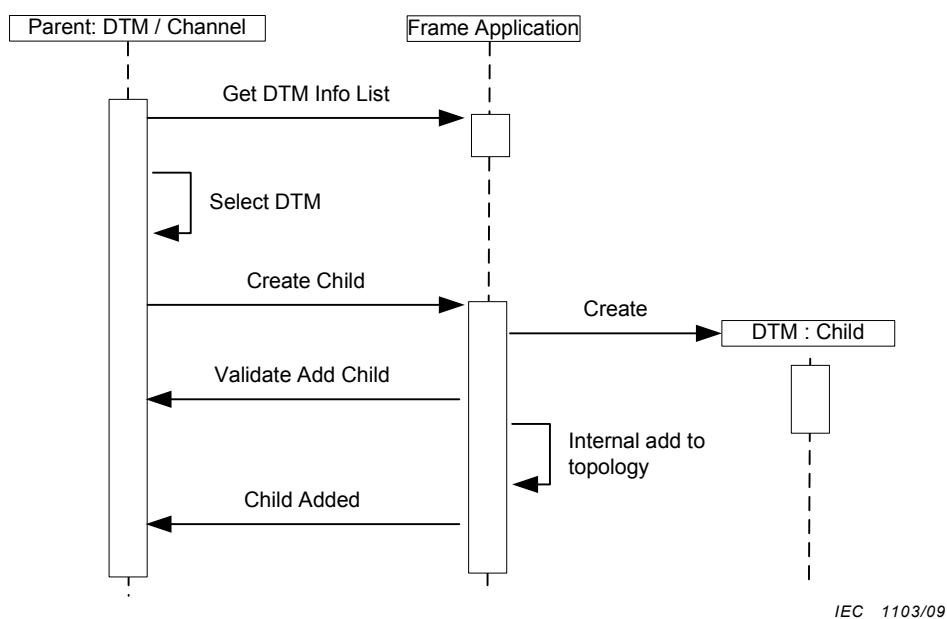 Parent: DTM / Channel
Frame Application
Get DTM Info List
Select DTM
Create Child
Create
DTM : Child
Validate Add Child
Internal add to
topology
Child Added
IEC 1103/09